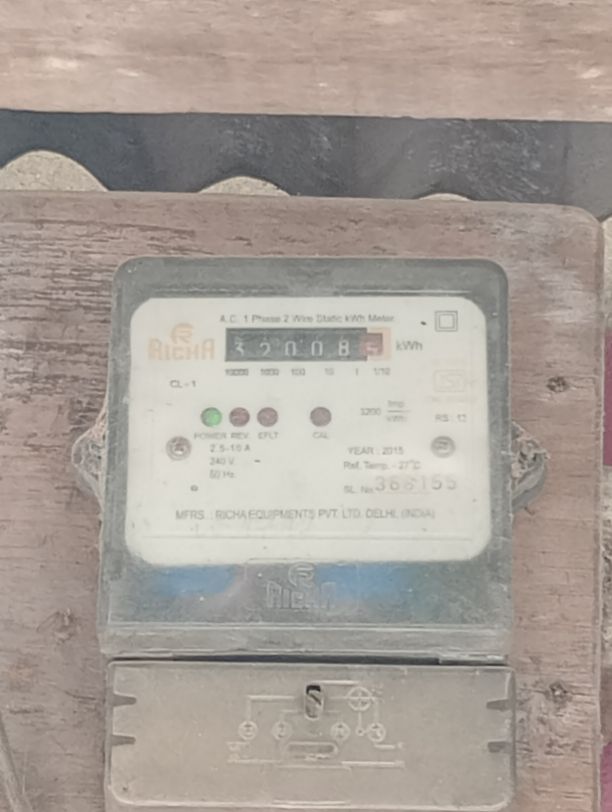 A.C. 1 Phase 2 Wire Static kWh Meter
RICHA
32008
kWh
10000 1000 100 10 1 1/10
CL-1
3200 Imp/kWh
RS. 13
POWER REV. EFLT CAL
2.5-10 A
240 V.
50 Hz.
YEAR : 2015
Ref. Temp. - 27°C
SL. No.
MFRS. : RICHA EQUIPMENTS PVT. LTD. DELHI. (INDIA)
RICHA